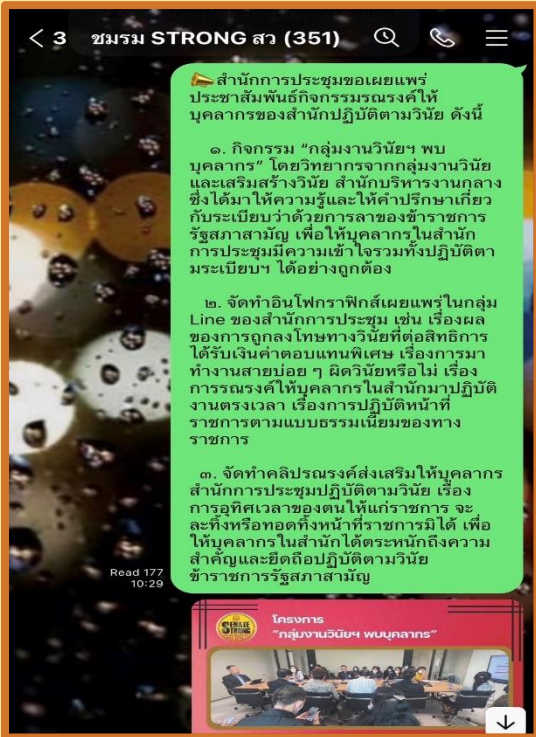 3 ชมรม STRONG สว (351)
📣สำนักการประชุมขอเผยแพร่
ประชาสัมพันธ์กิจกรรมรณรงค์ให้
บุคลากรของสำนักปฏิบัติตามวินัย ดังนี้
๑. กิจกรรม “กลุ่มงานวินัยฯ พบ
บุคลากร” โดยวิทยากรจากกลุ่มงานวินัย
และเสริมสร้างวินัย สำนักบริหารงานกลาง
ซึ่งได้มาให้ความรู้และให้คำปรึกษาเกี่ยว
กับระเบียบว่าด้วยการลาของข้าราชการ
รัฐสภาสามัญ เพื่อให้บุคลากรในสำนัก
การประชุมมีความเข้าใจรวมทั้งปฏิบัติตา
มระเบียบฯ ได้อย่างถูกต้อง
๒. จัดทำอินโฟกราฟิกส์เผยแพร่ในกลุ่ม
Line ของสำนักการประชุม เช่น เรื่องผล
ของการถูกลงโทษทางวินัยที่ต่อสิทธิการ
ได้รับเงินค่าตอบแทนพิเศษ เรื่องการมา
ทำงานสายบ่อย ๆ ผิดวินัยหรือไม่ เรื่อง
การรณรงค์ให้บุคลากรในสำนักมาปฏิบัติ
งานตรงเวลา เรื่องการปฏิบัติหน้าที่
ราชการตามแบบธรรมเนียมของทาง
ราชการ
๓. จัดทำคลิปรณรงค์ส่งเสริมให้บุคลากร
สำนักการประชุมปฏิบัติตามวินัย เรื่อง
การอุทิศเวลาของตนให้แก่ราชการ จะ
ละทิ้งหรือทอดทิ้งหน้าที่ราชการมิได้ เพื่อ
ให้บุคลากรในสำนักได้ตระหนักถึงความ
สำคัญและยึดถือปฏิบัติตามวินัย
ข้าราชการรัฐสภาสามัญ
Read 177
10:29
SENATE
STRONG
โครงการ
“กลุ่มงานวินัยฯ พบบุคลากร”